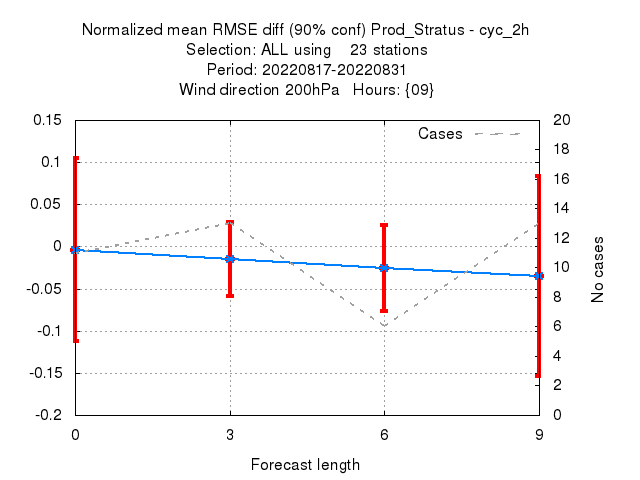 Normalized mean RMSE diff (90% conf) Prod_Stratus - cyc_2h
Selection: ALL using    23 stations
Period: 20220817-20220831
Wind direction 200hPa   Hours: {09}
Cases
0.15
0.1
0.05
0
-0.05
-0.1
-0.15
-0.2
20
18
16
14
12
10
8
6
4
2
0
No cases
0 3 6 9
Forecast length